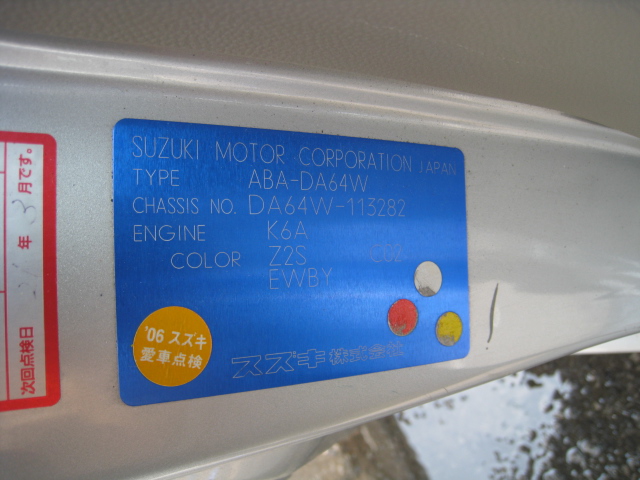 SUZUKI MOTOR CORPORATION JAPAN
TYPE ABA-DA64W
CHASSIS NO. DA64W-113282
ENGINE K6A
COLOR Z2S C02
EWBY
'06 スズキ
愛車点検
スズキ株式会社
年 3 月です。
次回点検日